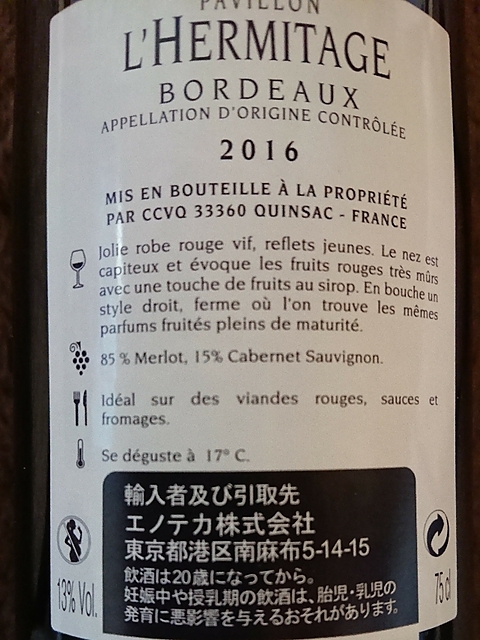 PAVILLON
L'HERMITAGE
BORDEAUX
APPELLATION D'ORIGINE CONTRÔLÉE
2016
MIS EN BOUTEILLE À LA PROPRIÉTÉ
PAR CCVQ 33360 QUINSAC - FRANCE
Jolie robe rouge vif, reflets jeunes. Le nez est
capiteux et évoque les fruits rouges très mûrs
avec une touche de fruits au sirop. En bouche un
style droit, ferme où l'on trouve les mêmes
parfums fruités pleins de maturité.
85 % Merlot, 15% Cabernet Sauvignon.
Idéal sur des viandes rouges, sauces et
fromages.
Se déguste à 17° C.
輸入者及び引取先
エノテカ株式会社
東京都港区南麻布5-14-15
飲酒は20歳になってから。
妊娠中や授乳期の飲酒は、胎児・乳児の
発育に悪影響を与えるおそれがあります。
13% Vol.
75 cl